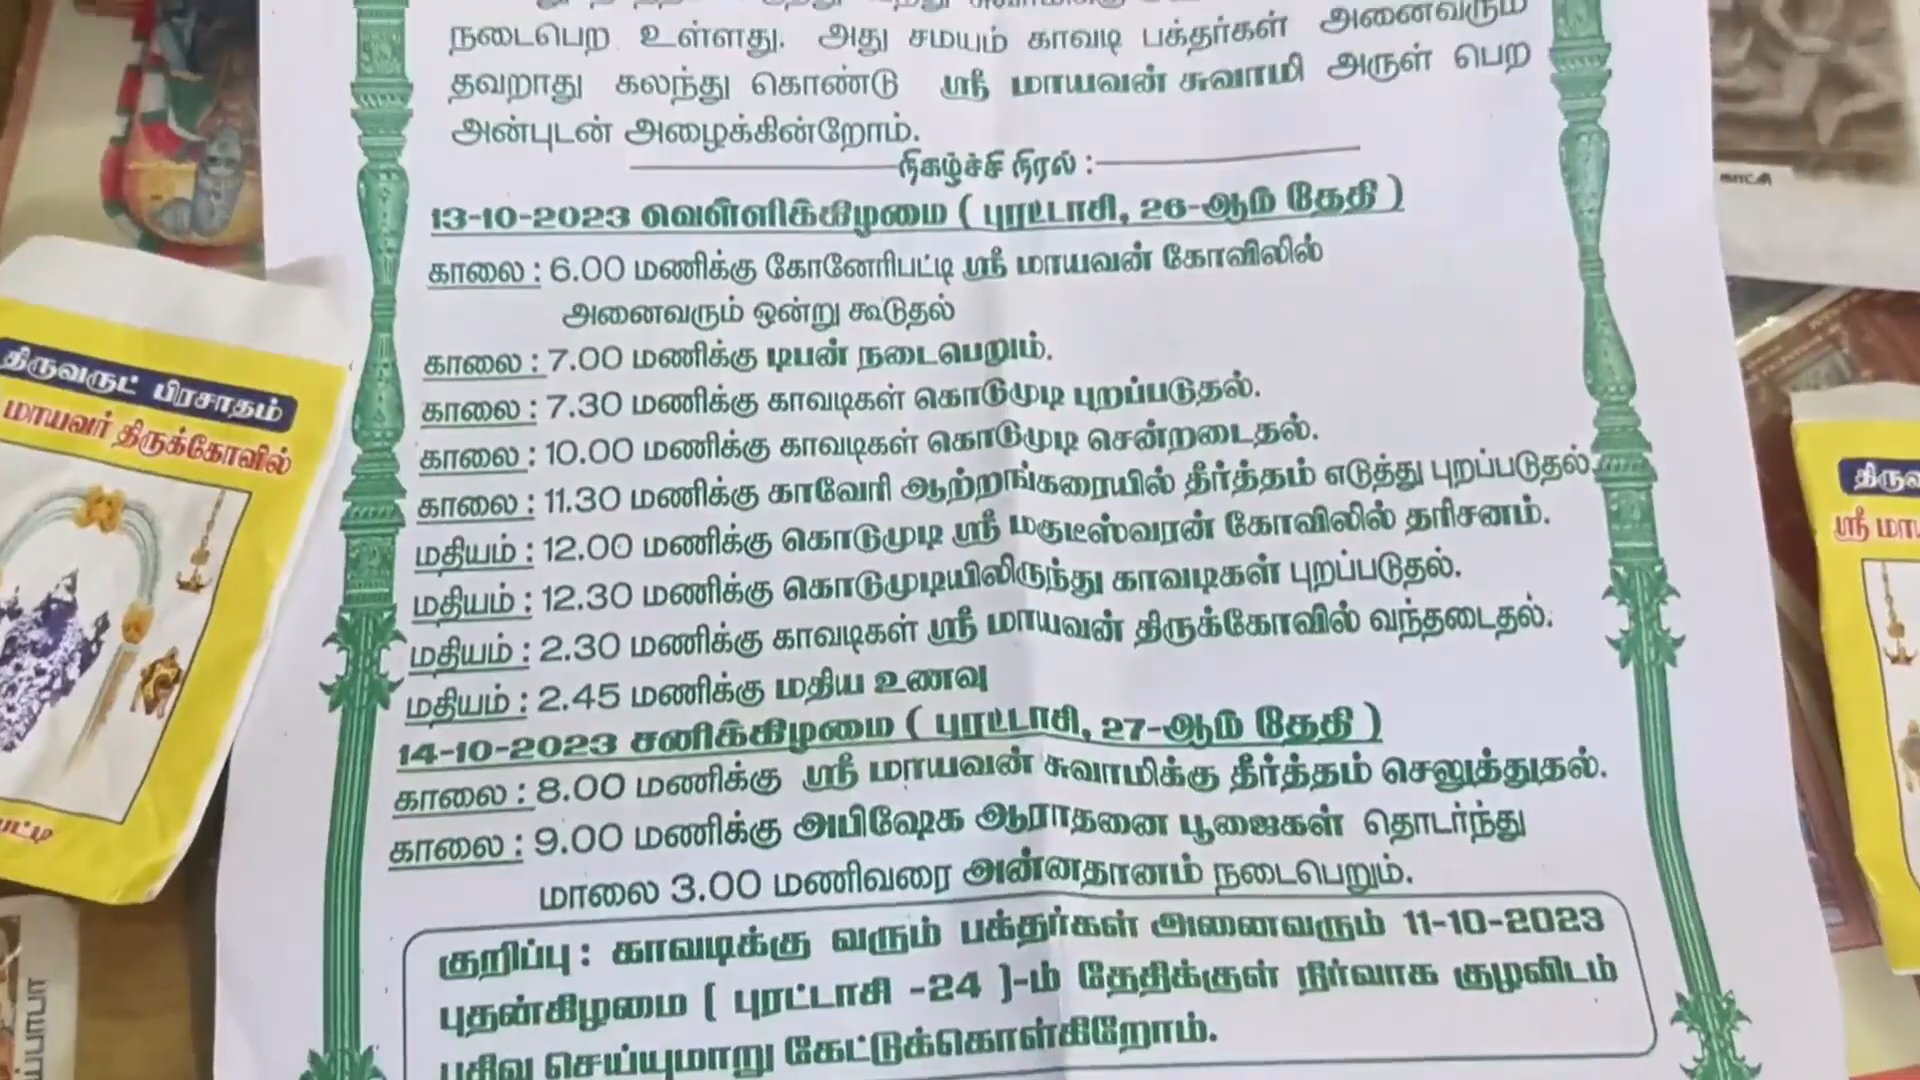 நடைபெற உள்ளது. அது சமயம் காவடி பக்தர்கள் அனைவரும்
தவறாது கலந்து கொண்டு ஸ்ரீ மாயவன் சுவாமி அருள் பெற
அன்புடன் அழைக்கின்றோம்.
நிகழ்ச்சி நிரல் :
13-10-2023 வெள்ளிக்கிழமை ( புரட்டாசி, 26-ஆம் தேதி )
காலை : 6.00 மணிக்கு கோனேரிபட்டி ஸ்ரீ மாயவன் கோவிலில்
அனைவரும் ஒன்று கூடுதல்
காலை : 7.00 மணிக்கு டிபன் நடைபெறும்.
காலை : 7.30 மணிக்கு காவடிகள் கொடுமுடி புறப்படுதல்.
காலை : 10.00 மணிக்கு காவடிகள் கொடுமுடி சென்றடைதல்.
காலை : 11.30 மணிக்கு காவேரி ஆற்றங்கரையில் தீர்த்தம் எடுத்து புறப்படுதல்.
மதியம் : 12.00 மணிக்கு கொடுமுடி ஸ்ரீ மகுடீஸ்வரன் கோவிலில் தரிசனம்.
மதியம் : 12.30 மணிக்கு கொடுமுடியிலிருந்து காவடிகள் புறப்படுதல்.
மதியம் : 2.30 மணிக்கு காவடிகள் ஸ்ரீ மாயவன் திருக்கோவில் வந்தடைதல்.
மதியம் : 2.45 மணிக்கு மதிய உணவு
14-10-2023 சனிக்கிழமை ( புரட்டாசி, 27-ஆம் தேதி )
காலை : 8.00 மணிக்கு ஸ்ரீ மாயவன் சுவாமிக்கு தீர்த்தம் செலுத்துதல்.
காலை : 9.00 மணிக்கு அபிஷேக ஆராதனை பூஜைகள் தொடர்ந்து
மாலை 3.00 மணிவரை அன்னதானம் நடைபெறும்.
குறிப்பு : காவடிக்கு வரும் பக்தர்கள் அனைவரும் 11-10-2023
புதன்கிழமை ( புரட்டாசி -24 )-ம் தேதிக்குள் நிர்வாக குழுவிடம்
பதிவு செய்யுமாறு கேட்டுக்கொள்கிறோம்.
திருவருட் பிரசாதம்
மாயவர் திருக்கோவில்
ஸ்ரீ
காட்சி